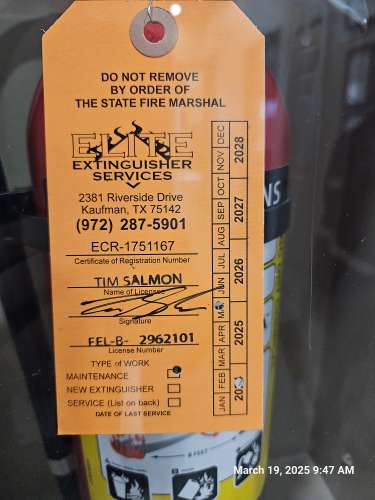 DO NOT REMOVE
BY ORDER OF
THE STATE FIRE MARSHAL
ELITE
EXTINGUISHER
SERVICES
2381 Riverside Drive
Kaufman, TX 75142
(972) 287-5901
ECR-1751167
Certificate of Registration Number
TIM SALMON
Name of Licensee
Signature
FEL-B- 2962101
License Number
TYPE OF WORK
MAINTENANCE
NEW EXTINGUISHER
SERVICE (List on back)
DATE OF LAST SERVICE
JAN FEB MAR APR MAY JUN JUL AUG SEP OCT NOV DEC
2025 2026 2027 2028
NS
6 FEET
March 19, 2025 9:47 AM